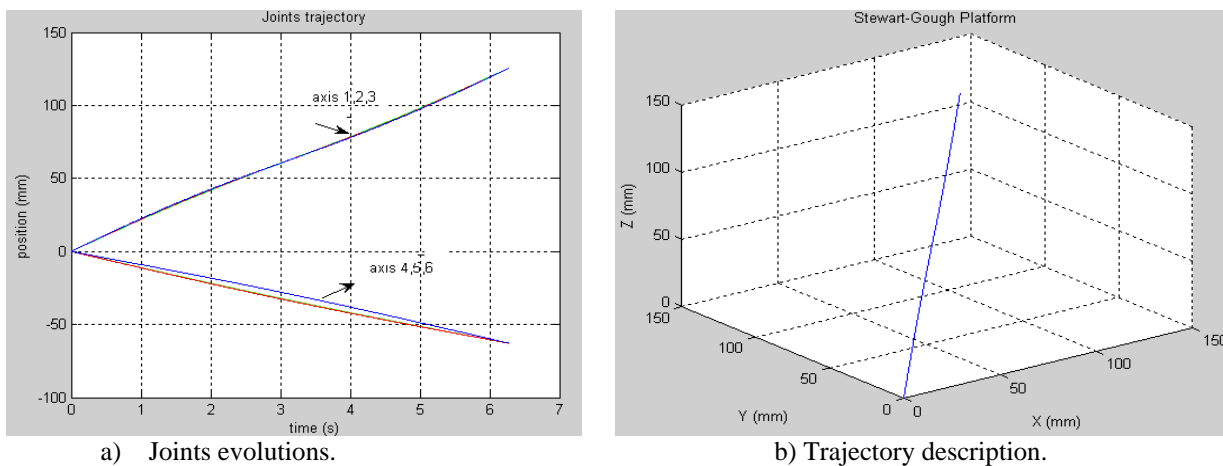 Joints trajectory
150
100
50
0
-50
-100
position (mm)
axis 1,2,3
axis 4,5,6
0 1 2 3 4 5 6 7
time (s)
a) Joints evolutions.
Stewart-Gough Platform
150
100
50
0
Z (mm)
150
100
50
0
Y (mm)
0
50
100
150
X (mm)
b) Trajectory description.